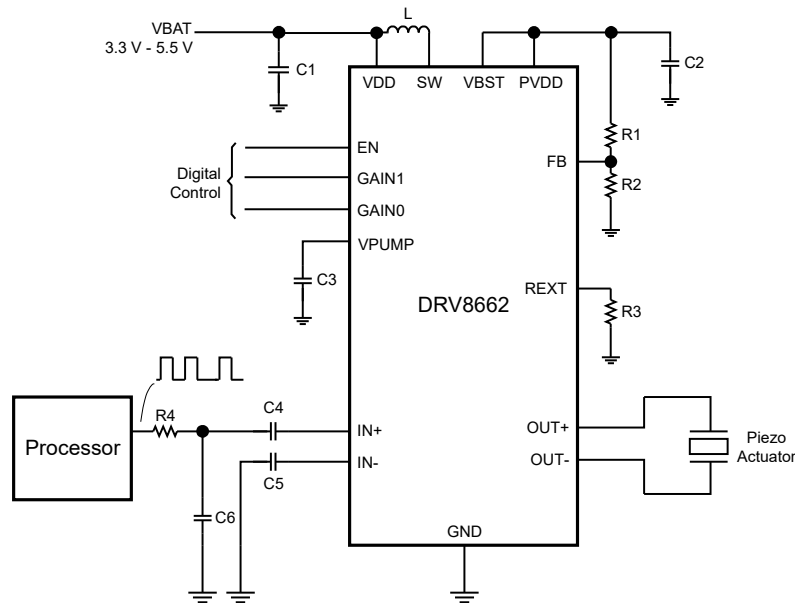 L
VBAT
3.3 V - 5.5 V
C1
C2
VDD
SW
VBST
PVDD
R1
EN
FB
Digital
Control
GAIN1
R2
GAIN0
VPUMP
C3
REXT
DRV8662
R3
C4
R4
Processor
IN+
OUT+
Piezo
Actuator
IN-
OUT-
C5
C6
GND